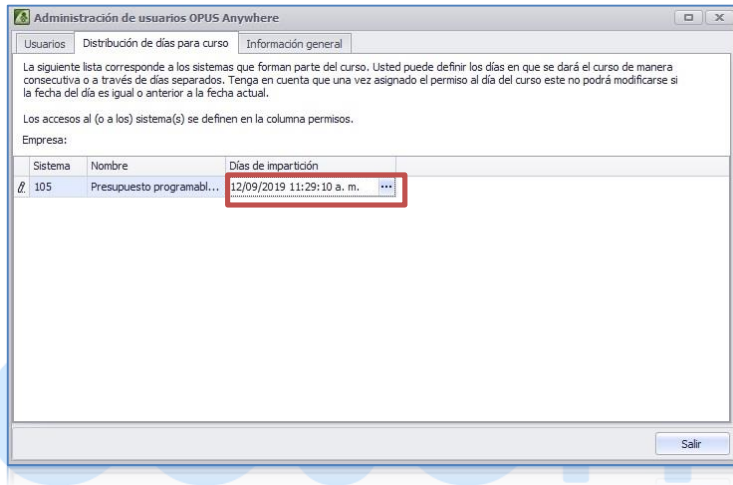 Administración de usuarios OPUS Anywhere
Usuarios Distribución de días para curso Información general
La siguiente lista corresponde a los sistemas que forman parte del curso. Usted puede definir los días en que se dará el curso de manera
consecutiva o a través de días separados. Tenga en cuenta que una vez asignado el permiso al día del curso este no podrá modificarse si
la fecha del día es igual o anterior a la fecha actual.
Los accesos al (o a los) sistema(s) se definen en la columna permisos.
Empresa:
Sistema Nombre Días de impartición
105 Presupuesto programabl... 12/09/2019 11:29:10 a. m. ...
Salir